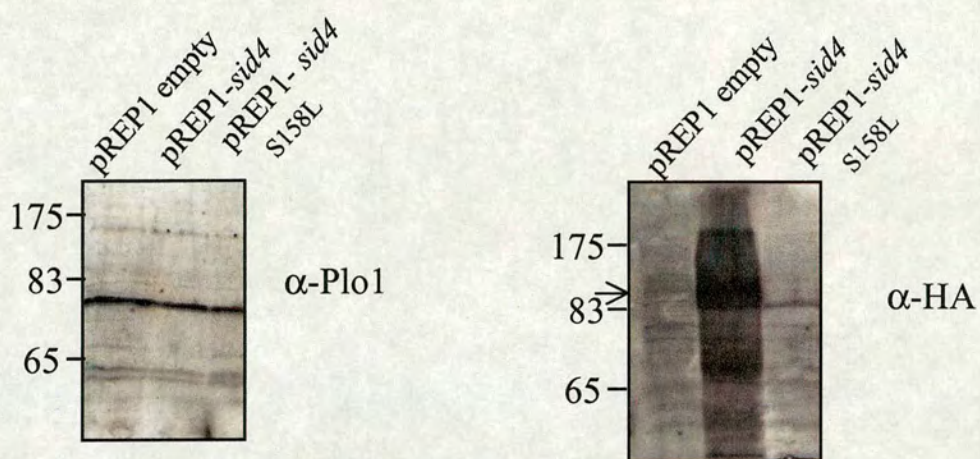 pREP1 empty
pREP1-sid4
pREP1- sid4
S158L
175
83
65
α-Plo1
pREP1 empty
pREP1-sid4
pREP1-sid4
S158L
175
83
65
α-HA